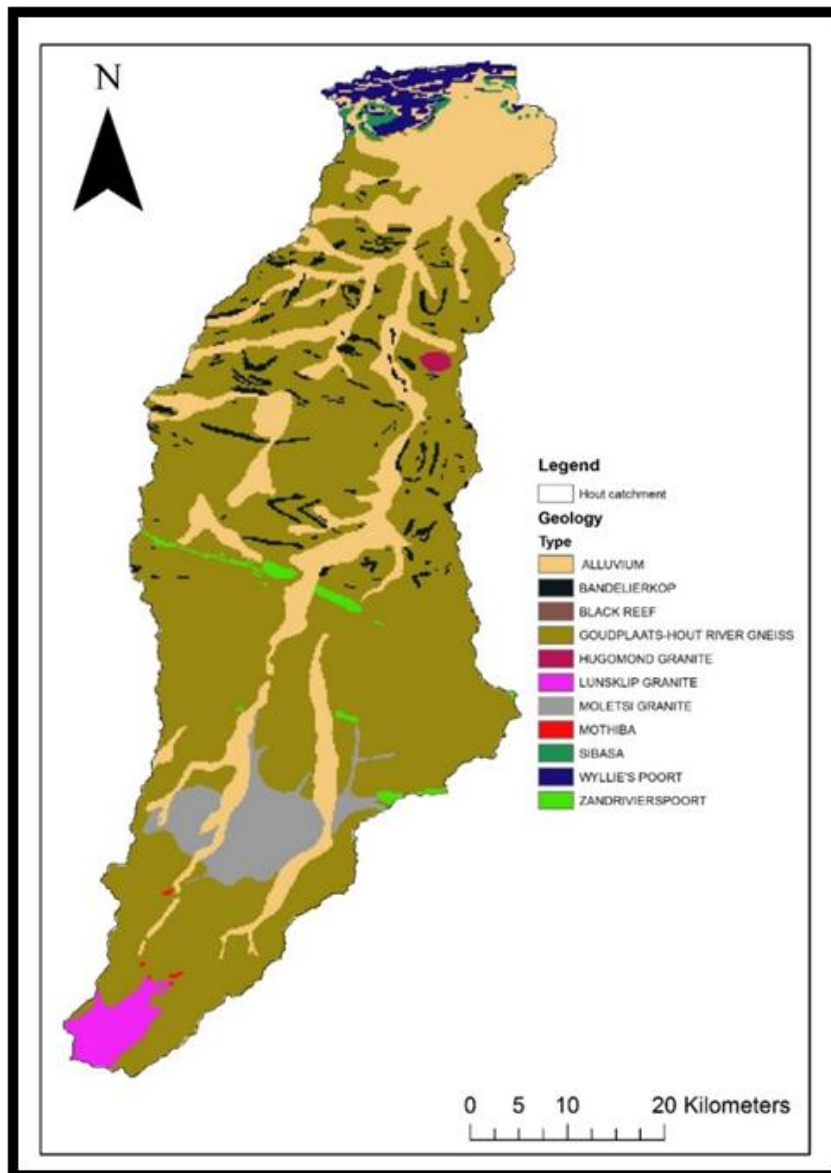 N
Legend
Hout catchment
Geology
Type
ALLUVIUM
BANDELIERKOP
BLACK REEF
GOUDPLAATS-HOUT RIVER GNEISS
HUGOMOND GRANITE
LUNSKLIP GRANITE
MOLETSI GRANITE
MOTHIBA
SIBASA
WYLLIE'S POORT
ZANDRIVIERSPOORT
0 5 10 20 Kilometers